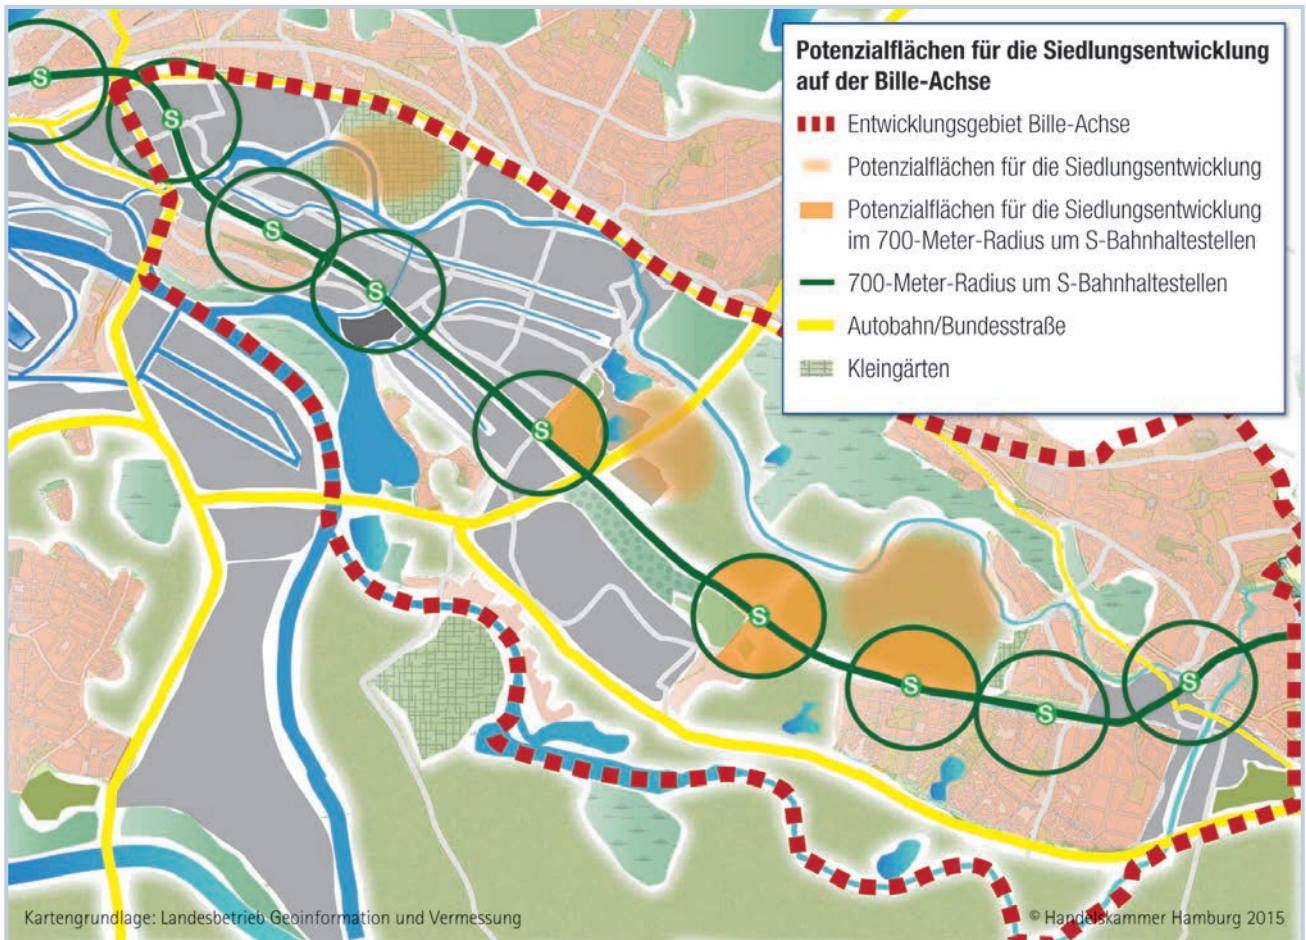 Potenzialflächen für die Siedlungsentwicklung
auf der Bille-Achse
Entwicklungsgebiet Bille-Achse
Potenzialflächen für die Siedlungsentwicklung
Potenzialflächen für die Siedlungsentwicklung
im 700-Meter-Radius um S-Bahnhaltestellen
700-Meter-Radius um S-Bahnhaltestellen
Autobahn/Bundesstraße
Kleingärten
S
S
S
S
S
S
S
S
S
Kartengrundlage: Landesbetrieb Geoinformation und Vermessung
© Handelskammer Hamburg 2015